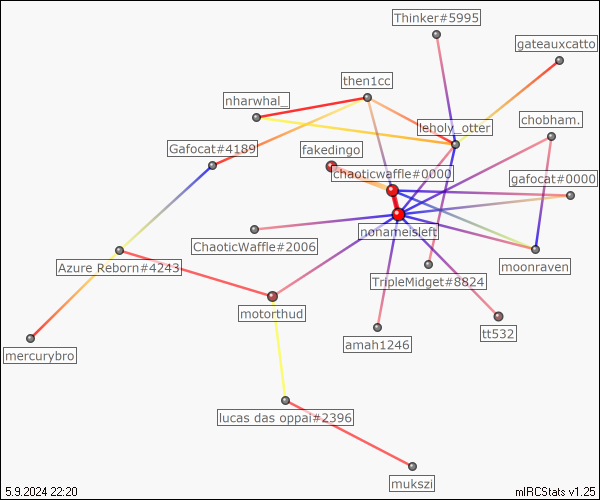 Thinker#5995
gateauxcatto
then1cc
nharwhal_
chobham.
leholy_otter
Gafocat#4189
fakedingo
chaoticwaffle#0000
gafocat#0000
nonameisleft
ChaoticWaffle#2006
Azure Reborn#4243
moonraven
TripleMidget#8824
motorthud
tt532
amah1246
mercurybro
lucas das oppai#2396
mukszi
5.9.2024 22:20
mIRCStats v1.25